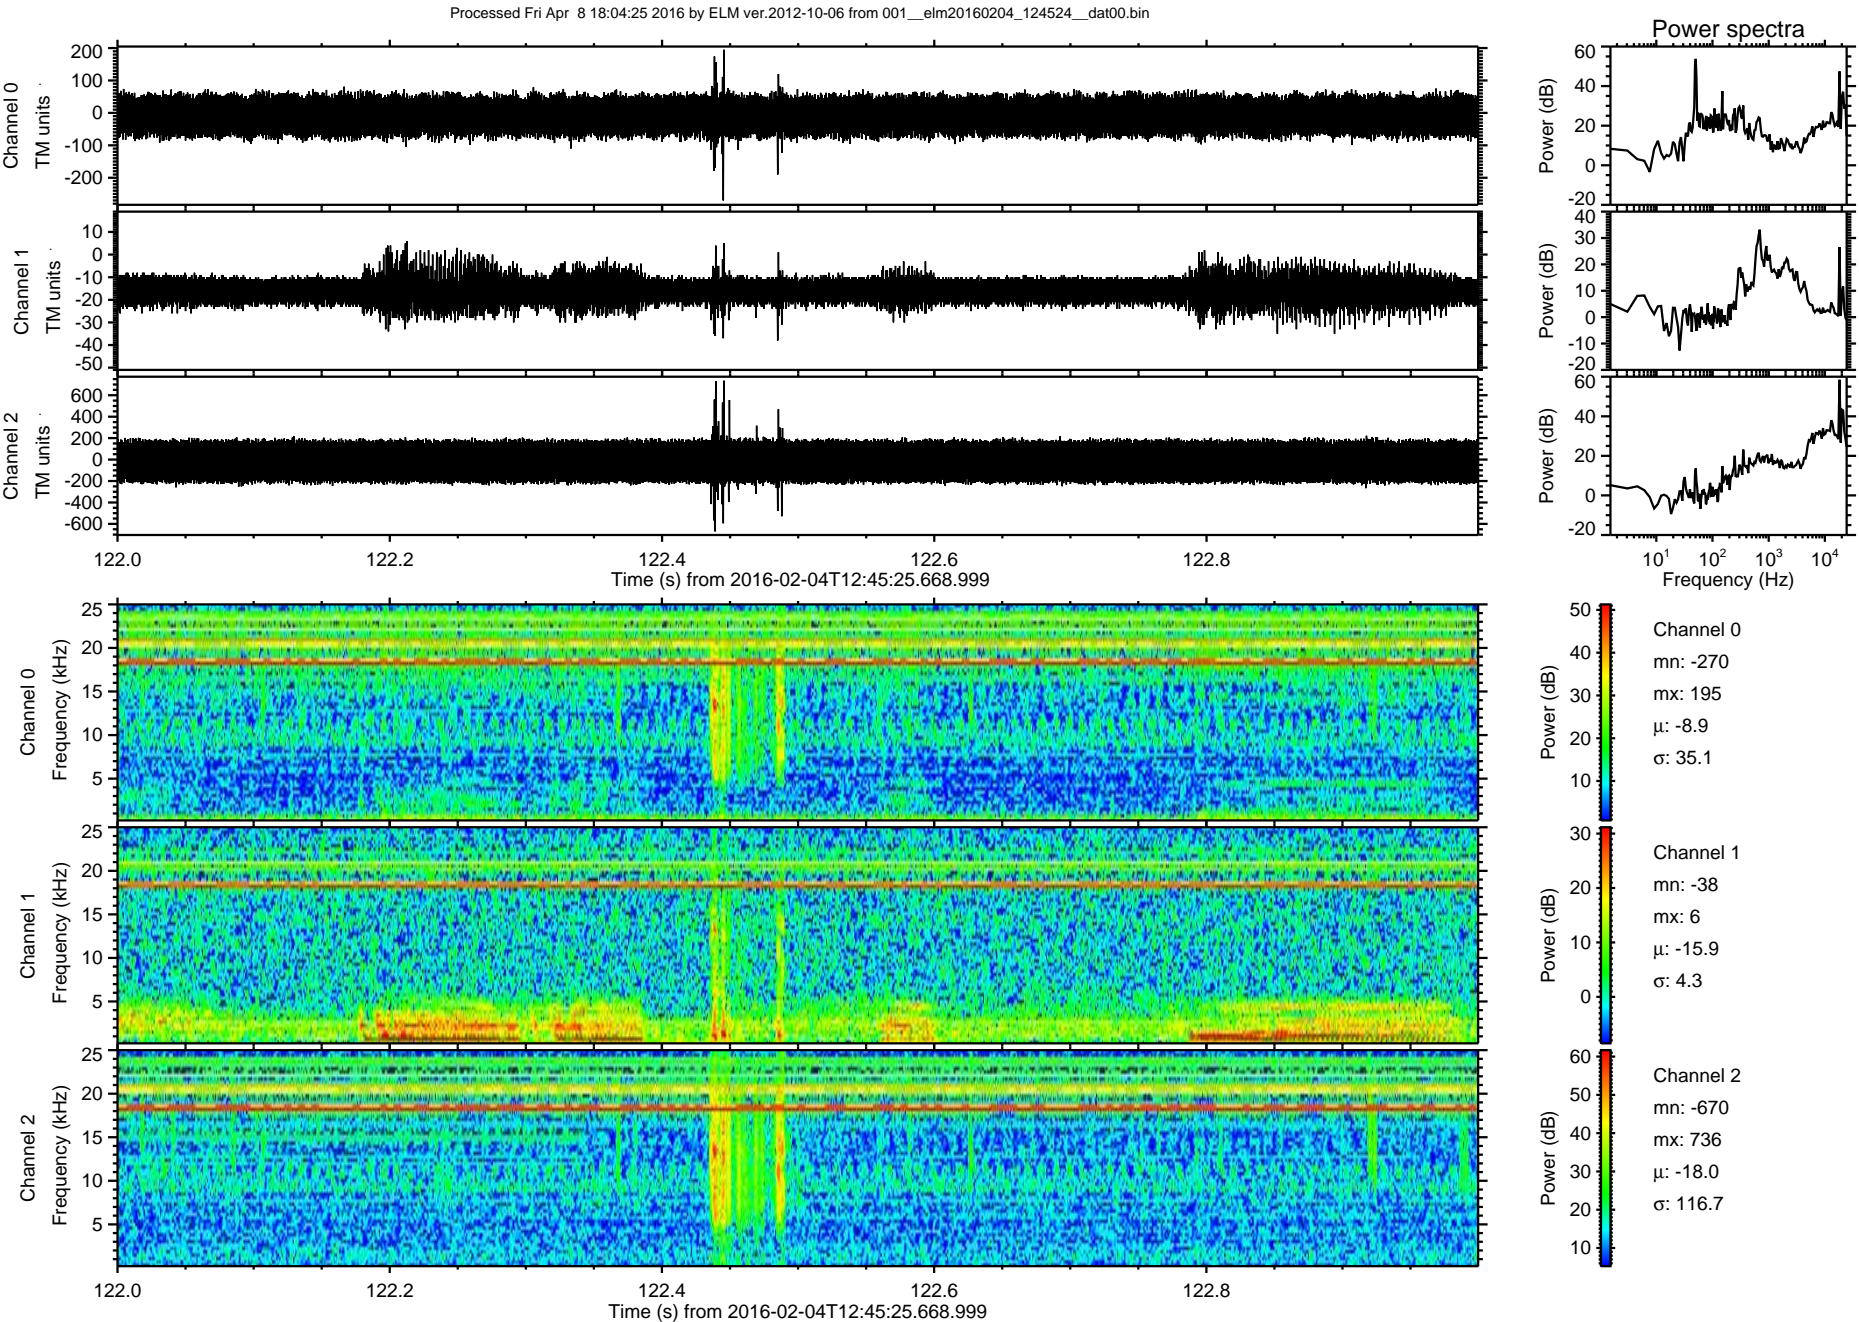 Processed Fri Apr  8 18:04:25 2016 by ELM ver.2012-10-06 from 001__elm20160204_124524__dat00.bin
Power spectra
Channel 0
TM units
200
100
0
-100
-200
Power (dB)
60
40
20
0
-20
Channel 1
TM units
10
0
-10
-20
-30
-40
-50
Power (dB)
40
30
20
10
0
-10
-20
Channel 2
TM units
600
400
200
0
-200
-400
-600
Power (dB)
60
40
20
0
-20
122.0 122.2 122.4 122.6 122.8
Time (s) from 2016-02-04T12:45:25.668.999
10^1 10^2 10^3 10^4
Frequency (Hz)
Channel 0
Frequency (kHz)
25
20
15
10
5
Power (dB)
50
40
30
20
10
Channel 0
mn: -270
mx: 195
μ: -8.9
σ: 35.1
Channel 1
Frequency (kHz)
25
20
15
10
5
Power (dB)
30
20
10
0
Channel 1
mn: -38
mx: 6
μ: -15.9
σ: 4.3
Channel 2
Frequency (kHz)
25
20
15
10
5
Power (dB)
60
50
40
30
20
10
Channel 2
mn: -670
mx: 736
μ: -18.0
σ: 116.7
122.0 122.2 122.4 122.6 122.8
Time (s) from 2016-02-04T12:45:25.668.999